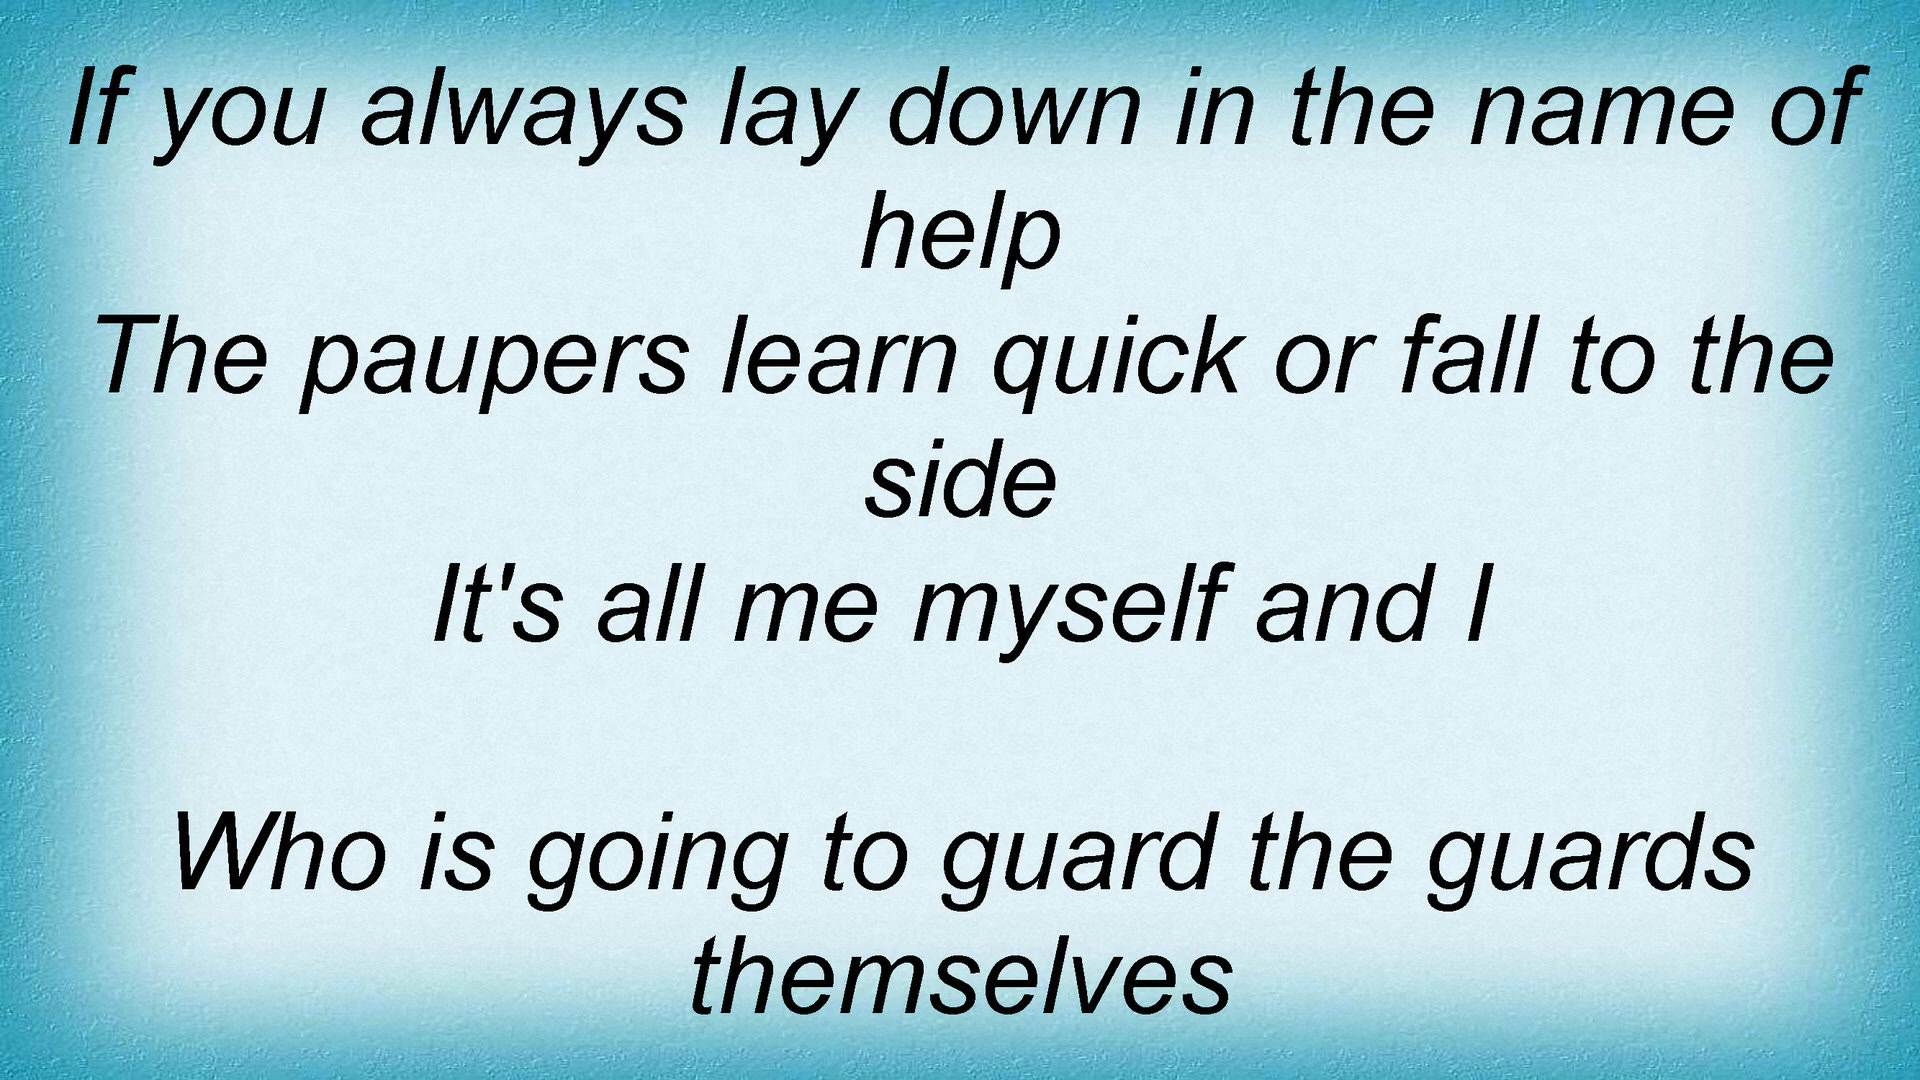 If you always lay down in the name of
help
The paupers learn quick or fall to the
side
It's all me myself and I
Who is going to guard the guards
themselves